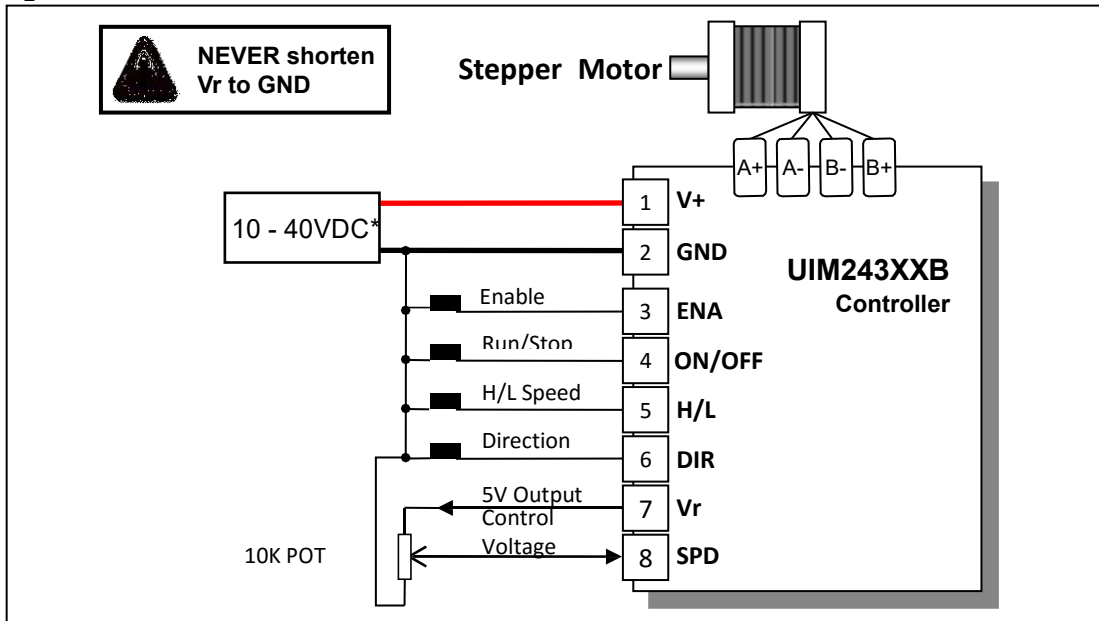 NEVER shorten
Vr to GND
Stepper Motor
A+ A- B- B+
10 - 40VDC*
1 V+
2 GND
UIM243XXB
Controller
Enable
3 ENA
Run/Stop
4 ON/OFF
H/L Speed
5 H/L
Direction
6 DIR
5V Output
7 Vr
Control
Voltage
10K POT
8 SPD